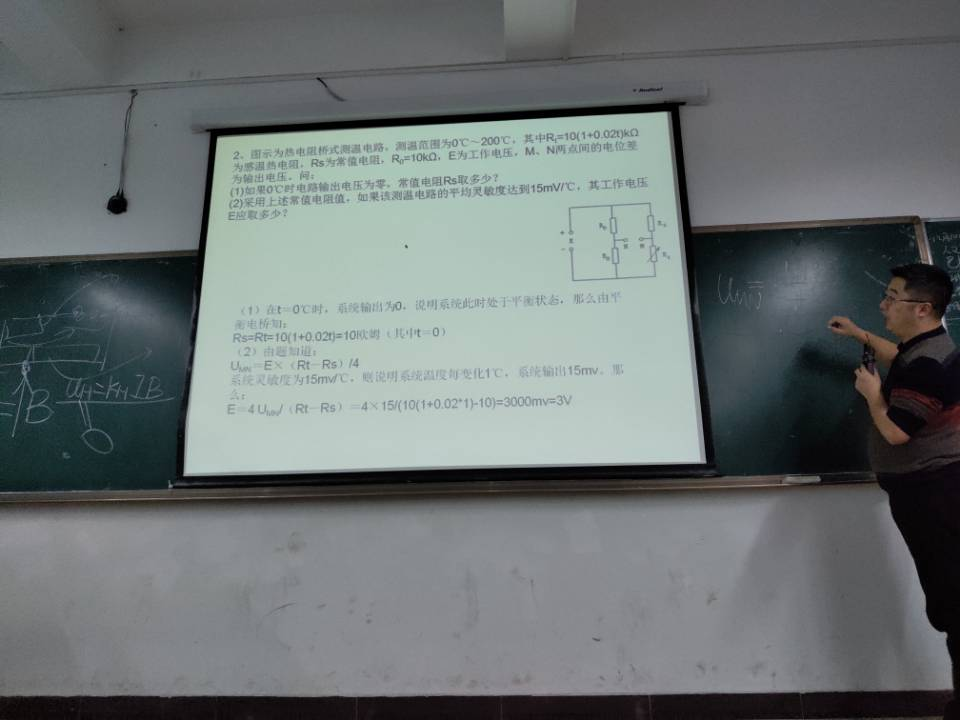 Redleaf
2、图示为热电阻桥式测温电路，测温范围为0℃～200℃，其中Rₜ=10(1+0.02t)kΩ
为感温热电阻，Rs为常值电阻，R₀=10kΩ，E为工作电压，M、N两点间的电位差
为输出电压。问：
(1)如果0℃时电路输出电压为零，常值电阻Rs取多少？
(2)采用上述常值电阻值，如果该测温电路的平均灵敏度达到15mV/℃，其工作电压
E应取多少？
（1）在t＝0℃时，系统输出为0，说明系统此时处于平衡状态，那么由平
衡电桥知：
Rs=Rt=10(1+0.02t)=10欧姆（其中t＝0）
（2）由题知道：
Uᴍɴ=E×（Rt－Rs）/4
系统灵敏度为15mv/℃，则说明系统温度每变化1℃，系统输出15mv。那
么：
E＝4 Uᴍɴ/（Rt－Rs）＝4×15/(10(1+0.02*1)-10)=3000mv=3V
+
E
-
R₀
R₀
U_H=K_H I B
B